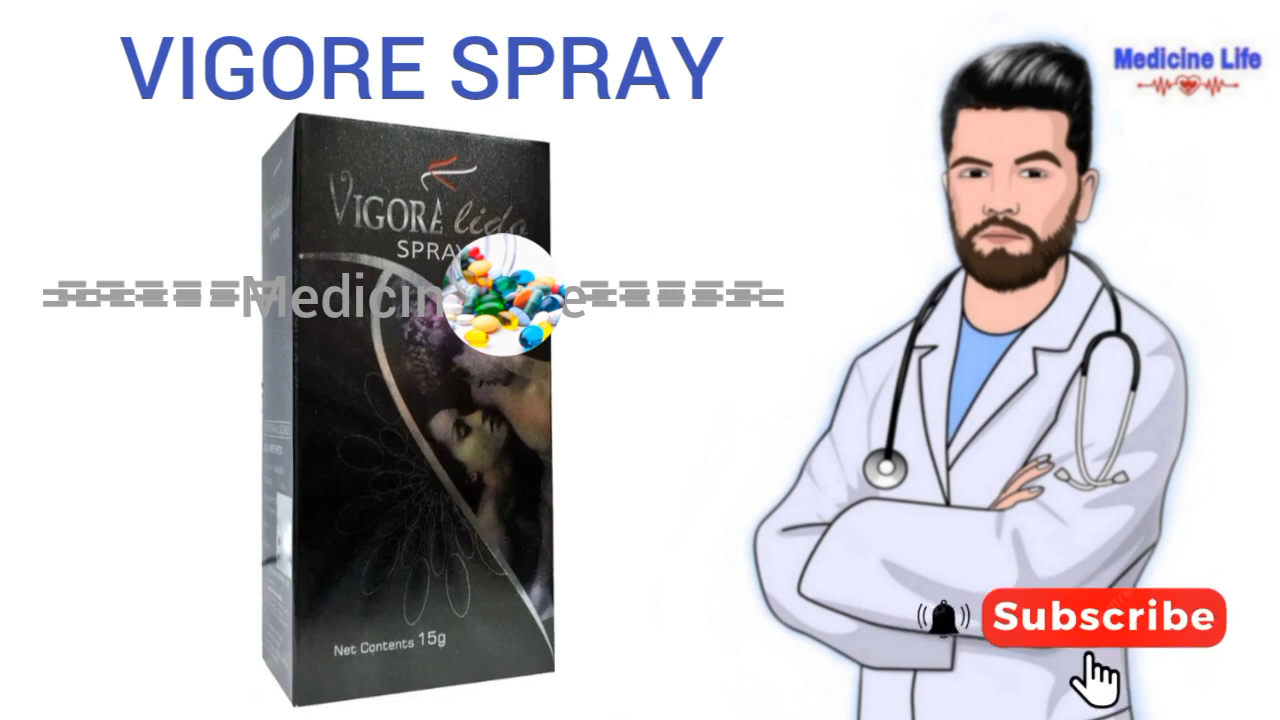 VIGORE SPRAY
Medicine Life
VIGORA lido
SPRAY
Net Contents 15g
Subscribe